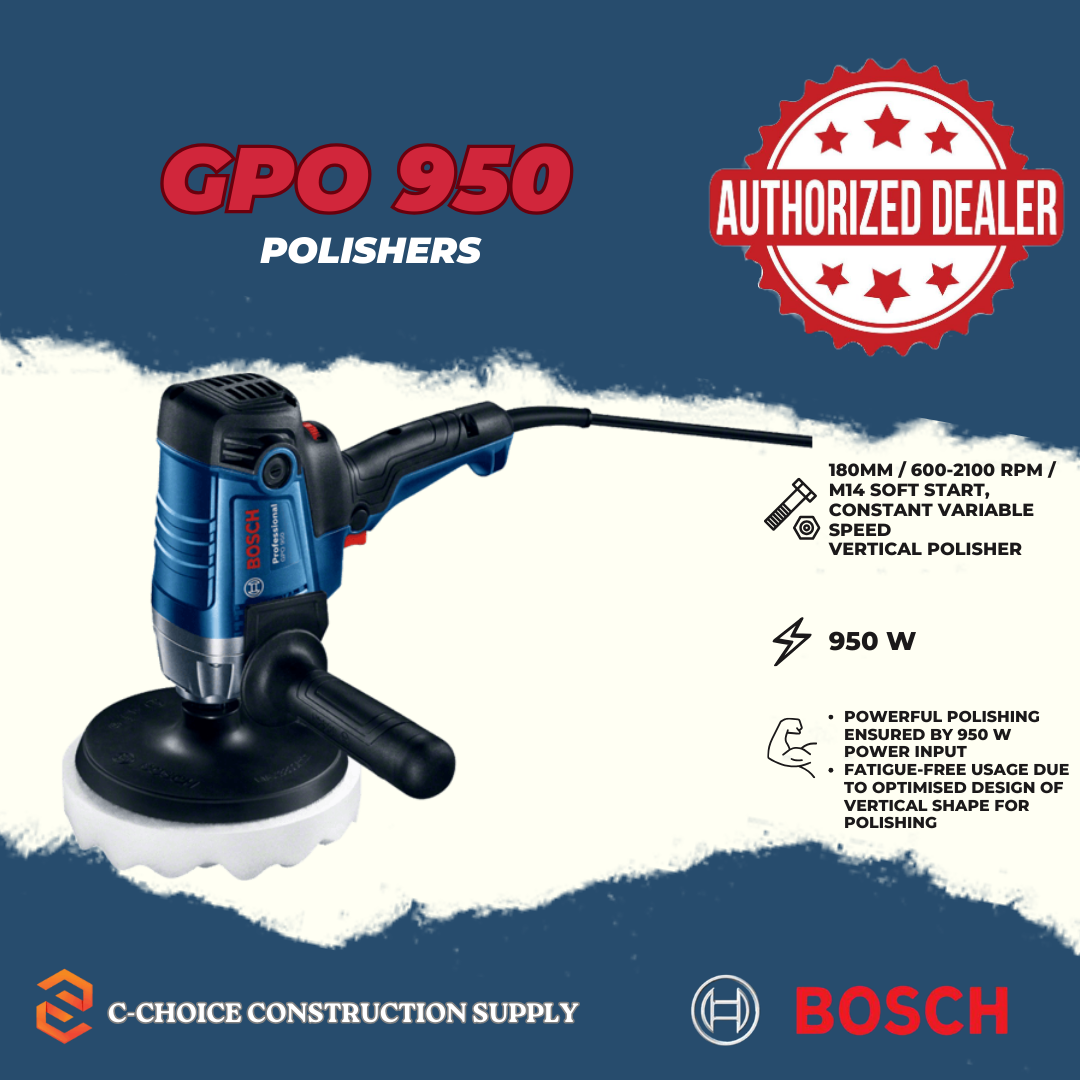 GPO 950
POLISHERS
AUTHORIZED DEALER
BOSCH
Professional
GPO 950
180MM / 600-2100 RPM /
M14 SOFT START,
CONSTANT VARIABLE
SPEED
VERTICAL POLISHER
950 W
• POWERFUL POLISHING
ENSURED BY 950 W
POWER INPUT
• FATIGUE-FREE USAGE DUE
TO OPTIMISED DESIGN OF
VERTICAL SHAPE FOR
POLISHING
C-CHOICE CONSTRUCTION SUPPLY
BOSCH